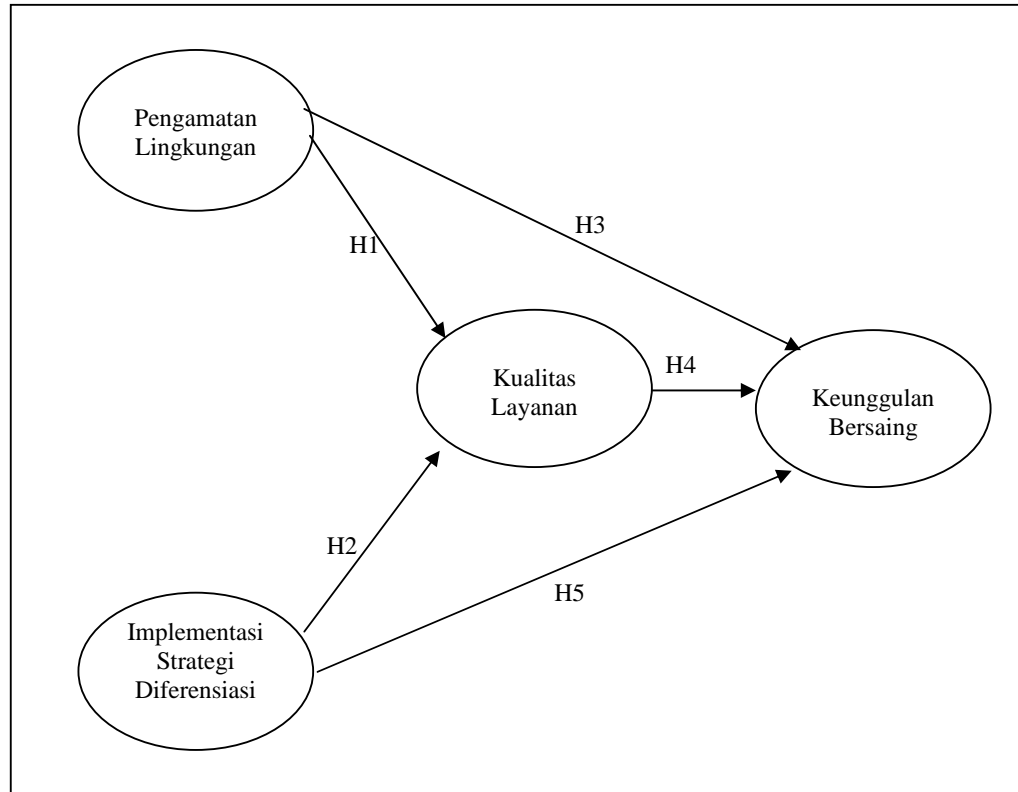 Pengamatan
Lingkungan
H3
H1
H4
Kualitas
Layanan
Keunggulan
Bersaing
H2
H5
Implementasi
Strategi
Diferensiasi